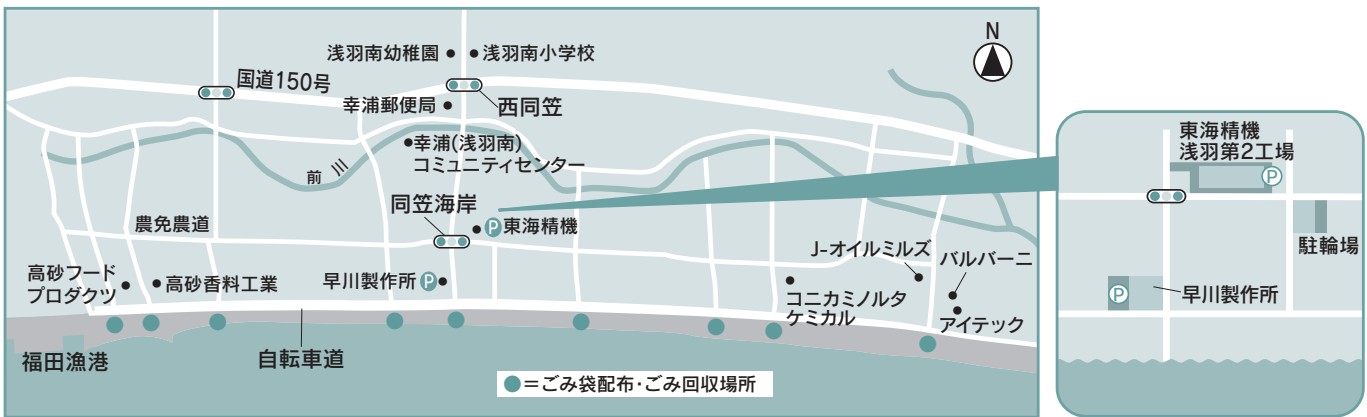 浅羽南幼稚園
浅羽南小学校
N
国道150号
幸浦郵便局
西同笠
幸浦(浅羽南)
コミュニティセンター
前川
同笠海岸
農免農道
P 東海精機
高砂フード
プロダクツ
高砂香料工業
早川製作所 P
J-オイルミルズ
バルバーニ
コニカミノルタ
ケミカル
アイテック
福田漁港
自転車道
=ごみ袋配布・ごみ回収場所
東海精機
浅羽第2工場
P
駐輪場
P
早川製作所